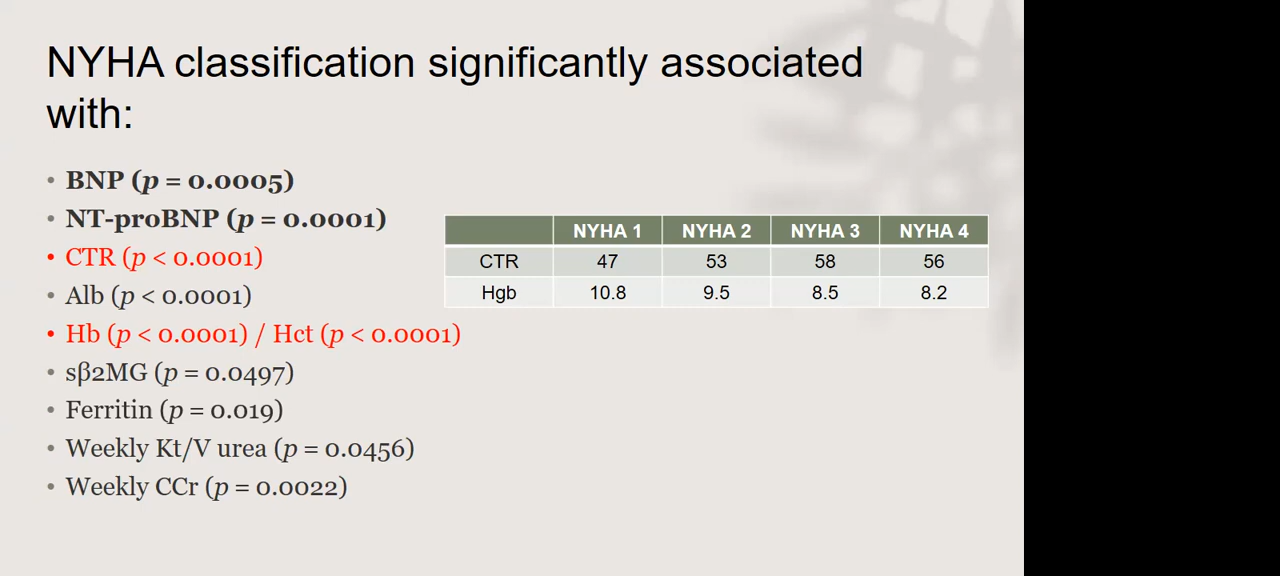 NYHA classification significantly associated
with:
• BNP (p = 0.0005)
• NT-proBNP (p = 0.0001)
• CTR (p < 0.0001)
• Alb (p < 0.0001)
• Hb (p < 0.0001) / Hct (p < 0.0001)
• sβ2MG (p = 0.0497)
• Ferritin (p = 0.019)
• Weekly Kt/V urea (p = 0.0456)
• Weekly CCr (p = 0.0022)
NYHA 1 NYHA 2 NYHA 3 NYHA 4
CTR 47 53 58 56
Hgb 10.8 9.5 8.5 8.2